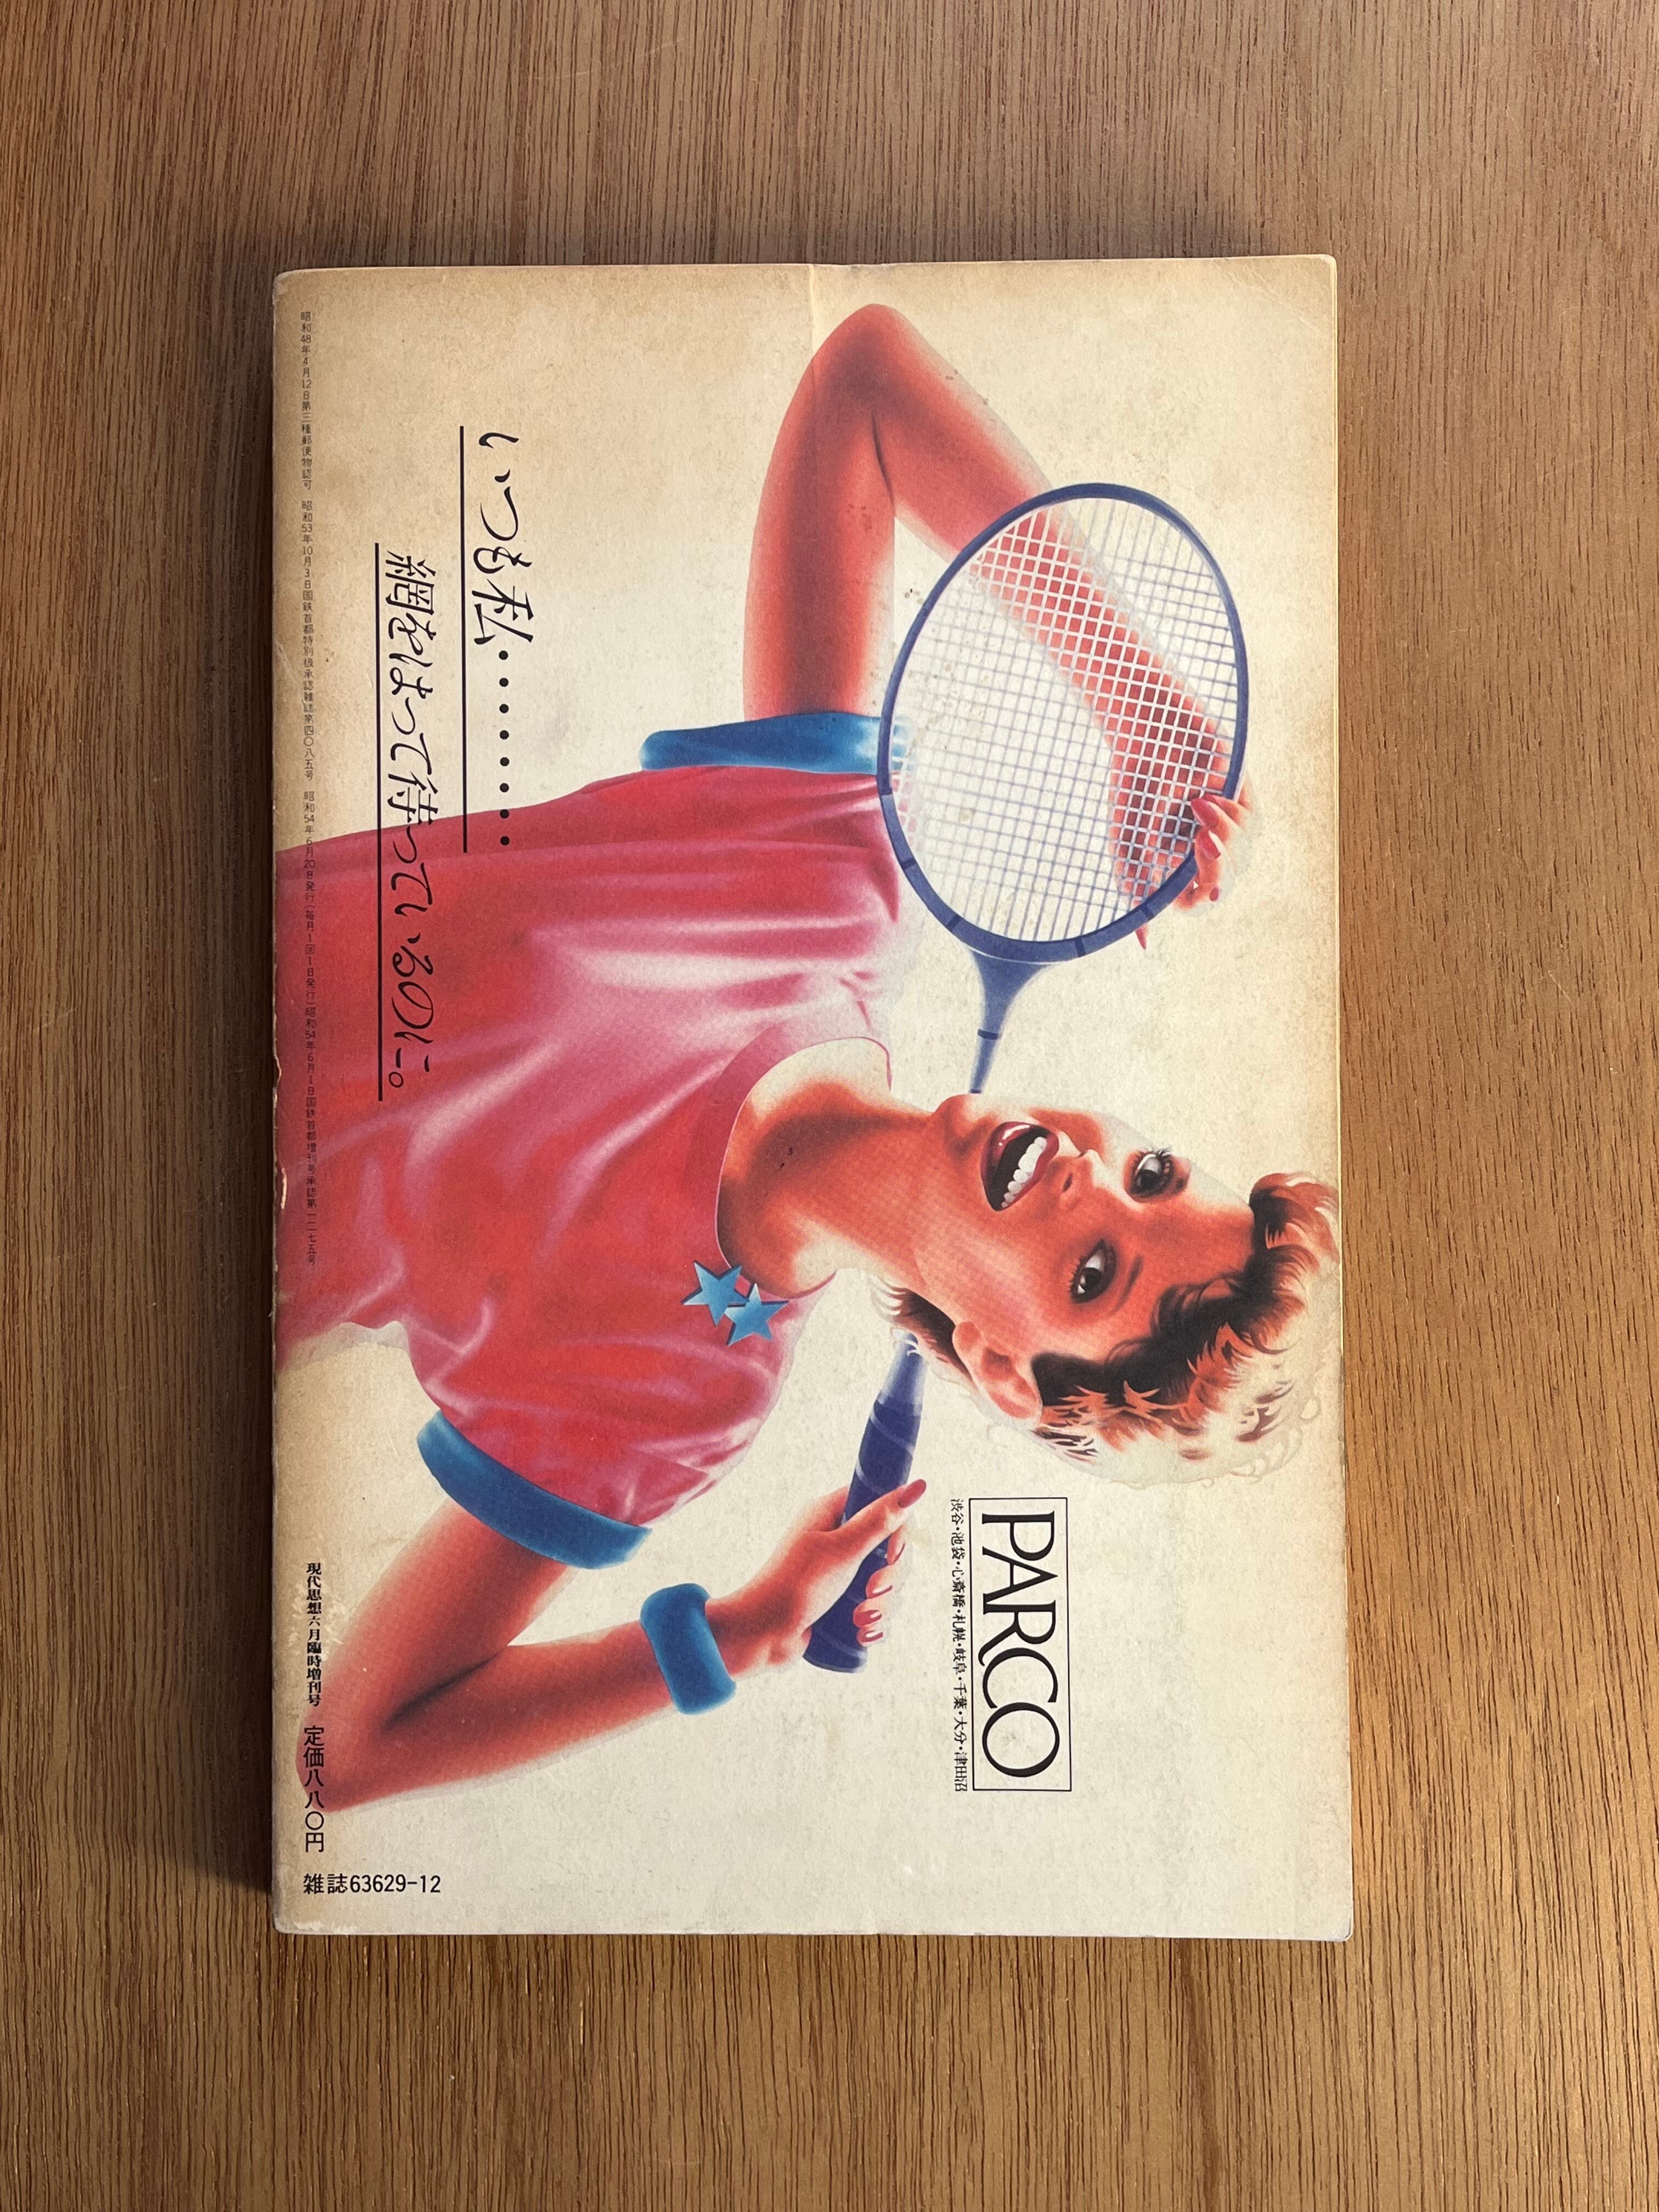 いつも私・・・・・・・・
網をはって待っているのに。
PARCO
渋谷・池袋・心斎橋・札幌・岐阜・千葉・大分・津田沼
昭和48年4月12日第三種郵便物認可 昭和53年10月3日国鉄首都特別扱承認雑誌第四〇八五号 昭和54年6月20日発行(毎月1回1日発行)昭和54年6月1日国鉄首都増刊号承認第一二七五号
現代思想六月臨時増刊号 定価八八〇円
雑誌63629-12